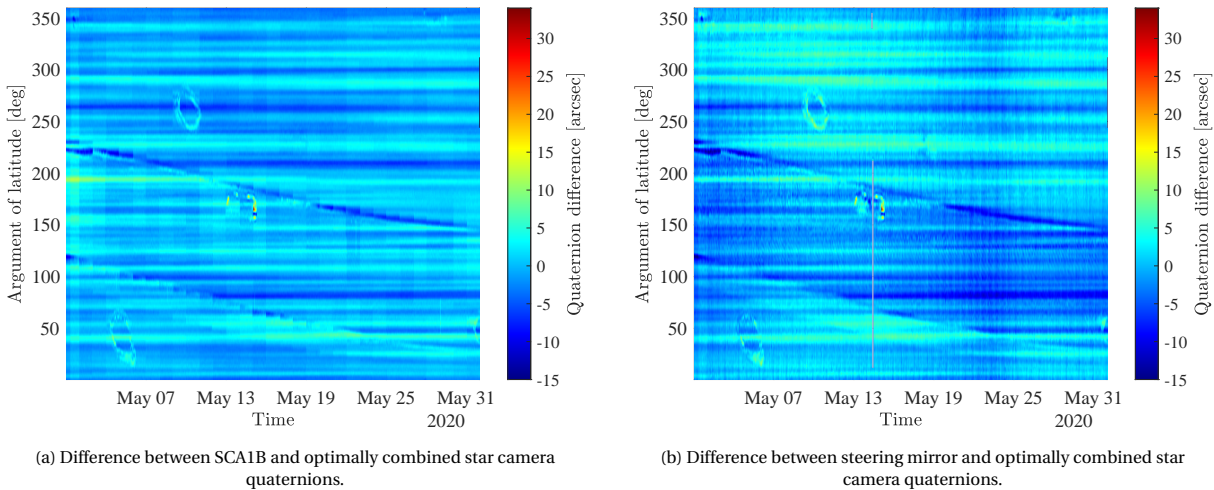 350
300
250
200
150
100
50
Argument of latitude [deg]
May 07
May 13
May 19
May 25
May 31
Time
2020
30
25
20
15
10
5
0
-5
-10
-15
Quaternion difference [arcsec]
(a) Difference between SCA1B and optimally combined star camera
quaternions.
350
300
250
200
150
100
50
Argument of latitude [deg]
May 07
May 13
May 19
May 25
May 31
Time
2020
30
25
20
15
10
5
0
-5
-10
-15
Quaternion difference [arcsec]
(b) Difference between steering mirror and optimally combined star
camera quaternions.